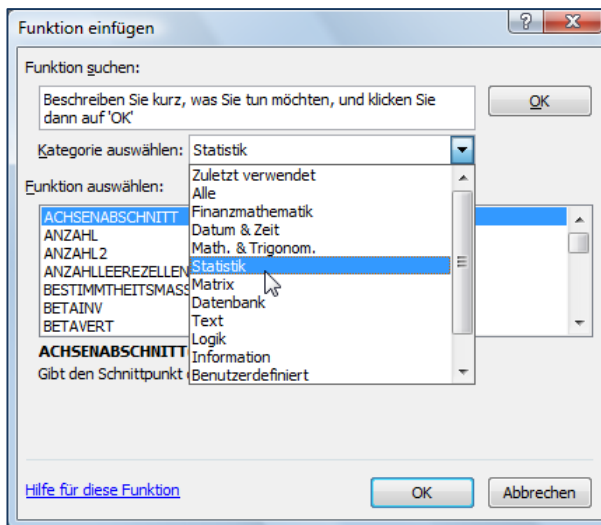 Funktion einfügen
Funktion suchen:
Beschreiben Sie kurz, was Sie tun möchten, und klicken Sie
dann auf 'OK'
OK
Kategorie auswählen: Statistik
Zuletzt verwendet
Alle
Finanzmathematik
Datum & Zeit
Math. & Trigonom.
Statistik
Matrix
Datenbank
Text
Logik
Information
Benutzerdefiniert
Funktion auswählen:
ACHSENABSCHNITT
ANZAHL
ANZAHL2
ANZAHLLEEREZELLEN
BESTIMMTHEITSMASS
BETAINV
BETAVERT
ACHSENABSCHNITT
Gibt den Schnittpunkt
Hilfe für diese Funktion
OK
Abbrechen